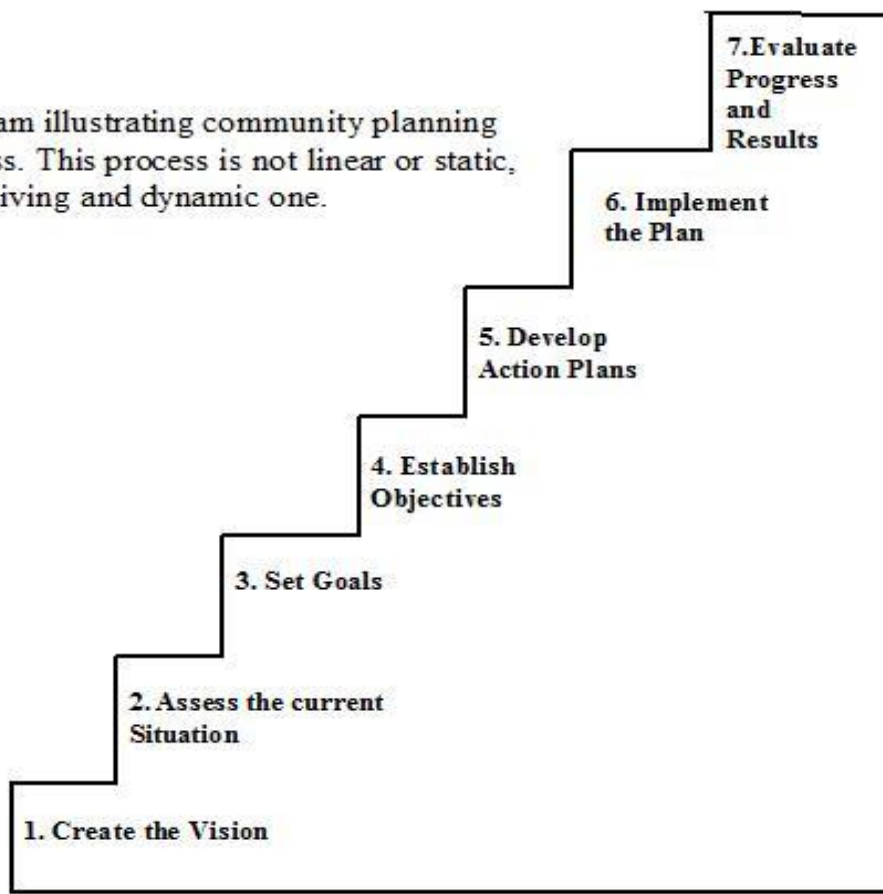 am illustrating community planning
ss. This process is not linear or static,
iving and dynamic one.
7.Evaluate
Progress
and
Results
6. Implement
the Plan
5. Develop
Action Plans
4. Establish
Objectives
3. Set Goals
2. Assess the current
Situation
1. Create the Vision